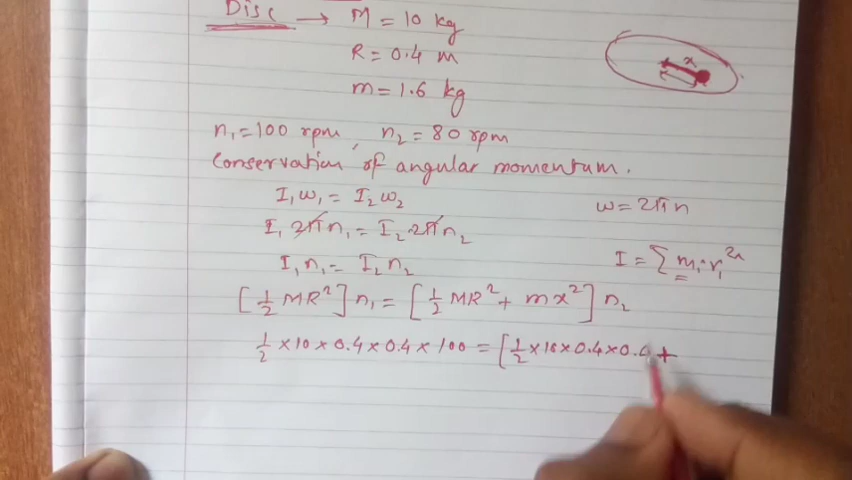 Disc → M = 10 kg
R = 0.4 m
m = 1.6 kg
x
n₁ = 100 rpm, n₂ = 80 rpm
Conservation of angular momentum.
I₁ω₁ = I₂ω₂
ω = 2πn
I₁ 2πn₁ = I₂ 2πn₂
I = Σ mᵢ rᵢ²
I₁n₁ = I₂n₂
[½ MR²] n₁ = [½ MR² + mx²] n₂
½ × 10 × 0.4 × 0.4 × 100 = [½ × 10 × 0.4 × 0.4 +